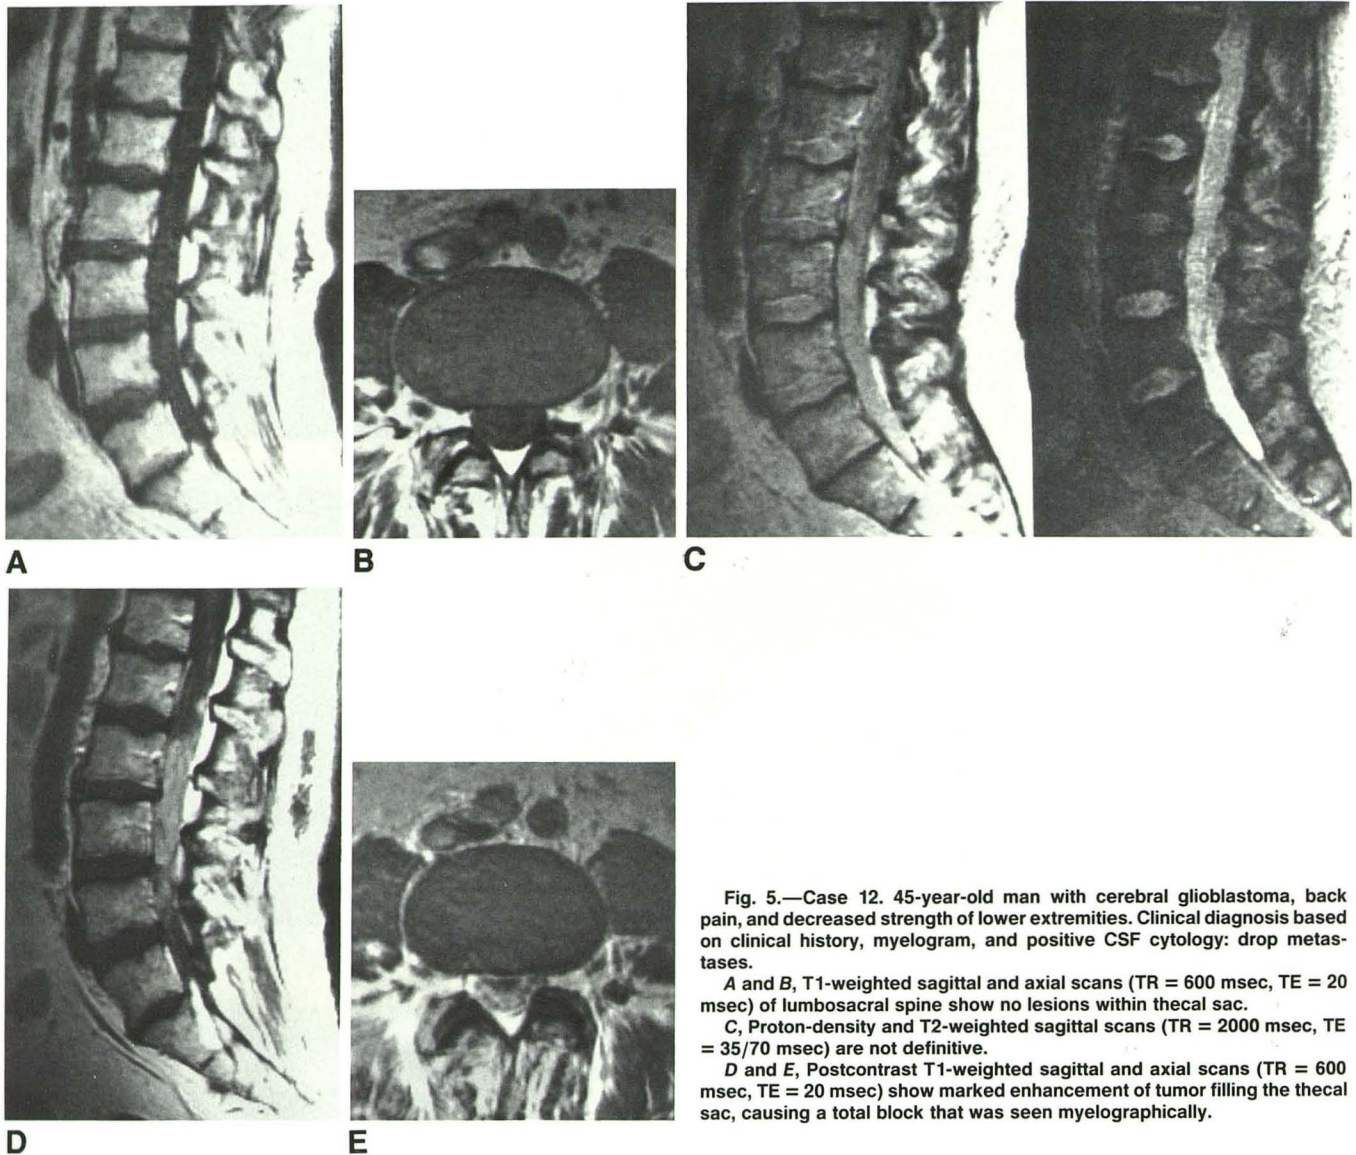 A
B
C
D
E
Fig. 5.—Case 12. 45-year-old man with cerebral glioblastoma, back
pain, and decreased strength of lower extremities. Clinical diagnosis based
on clinical history, myelogram, and positive CSF cytology: drop metas-
tases.
A and B, T1-weighted sagittal and axial scans (TR = 600 msec, TE = 20
msec) of lumbosacral spine show no lesions within thecal sac.
C, Proton-density and T2-weighted sagittal scans (TR = 2000 msec, TE
= 35/70 msec) are not definitive.
D and E, Postcontrast T1-weighted sagittal and axial scans (TR = 600
msec, TE = 20 msec) show marked enhancement of tumor filling the thecal
sac, causing a total block that was seen myelographically.